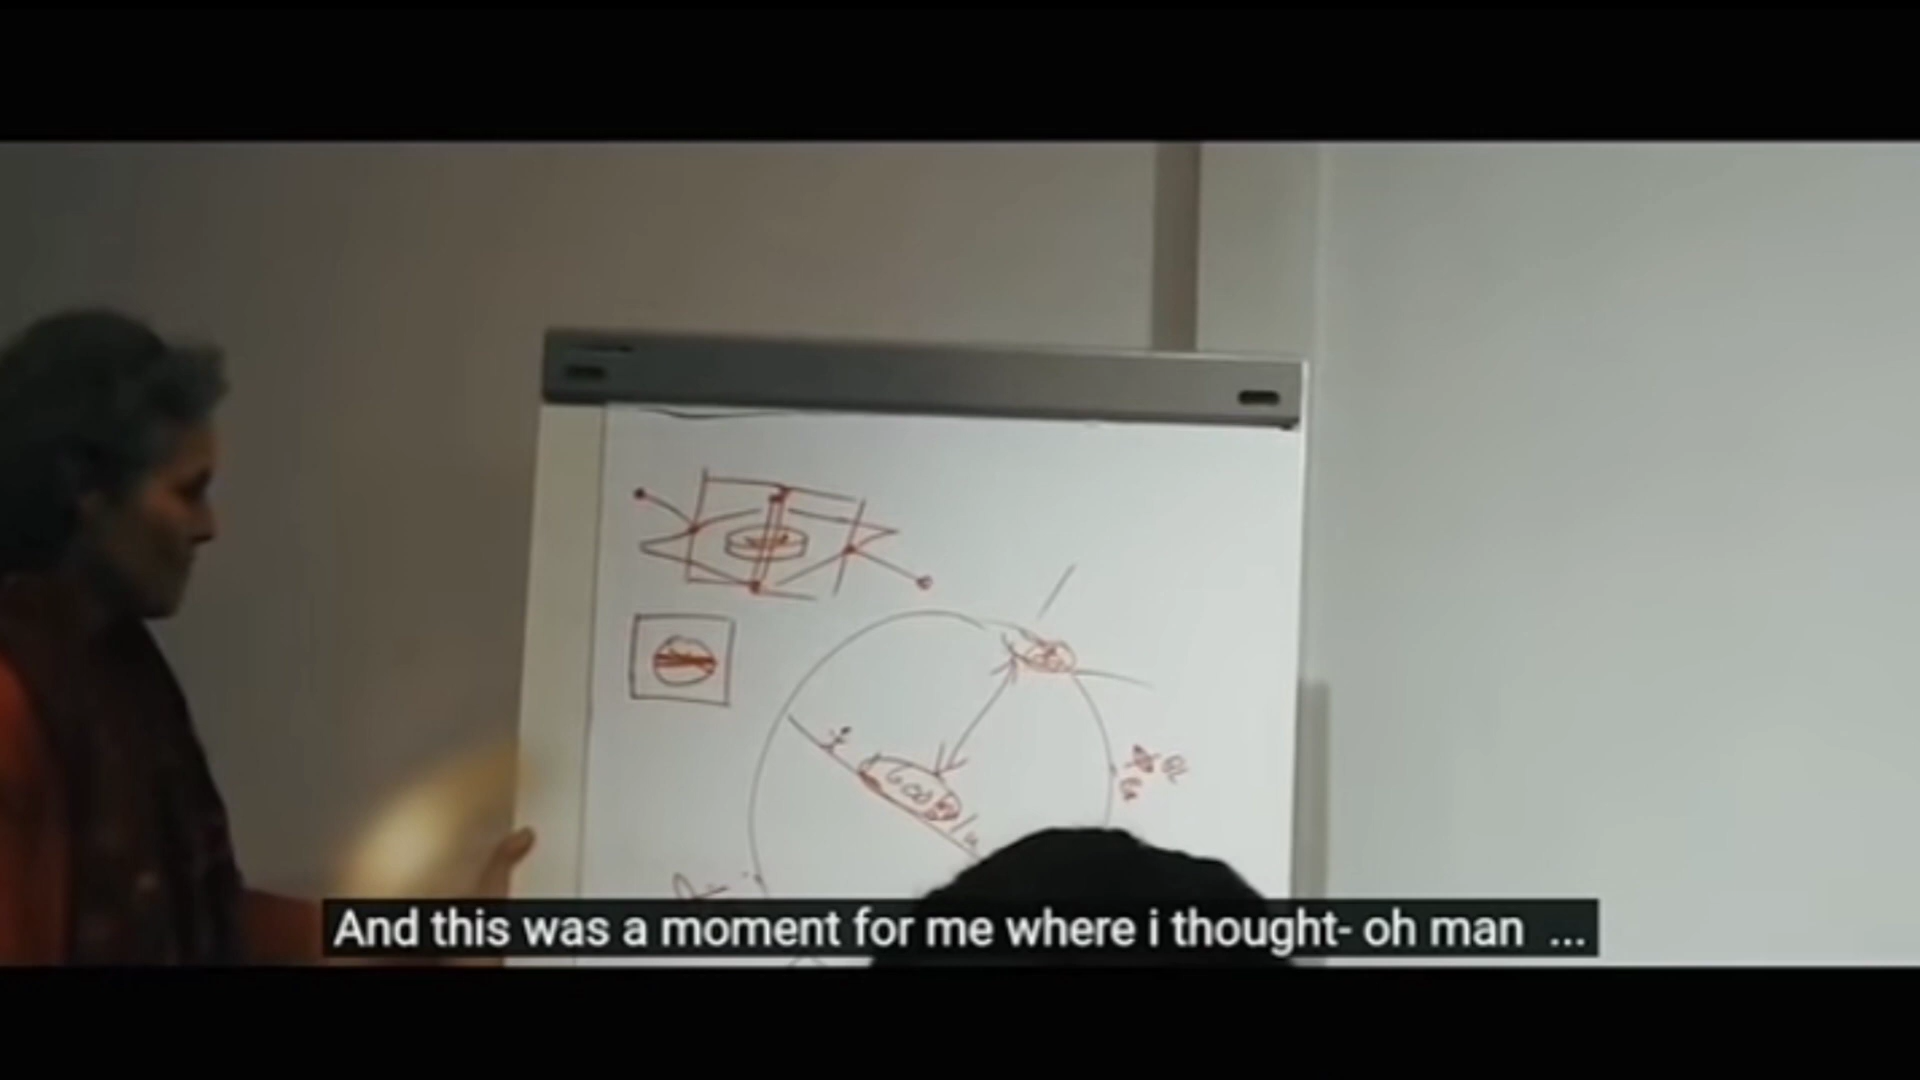 And this was a moment for me where i thought- oh man ...